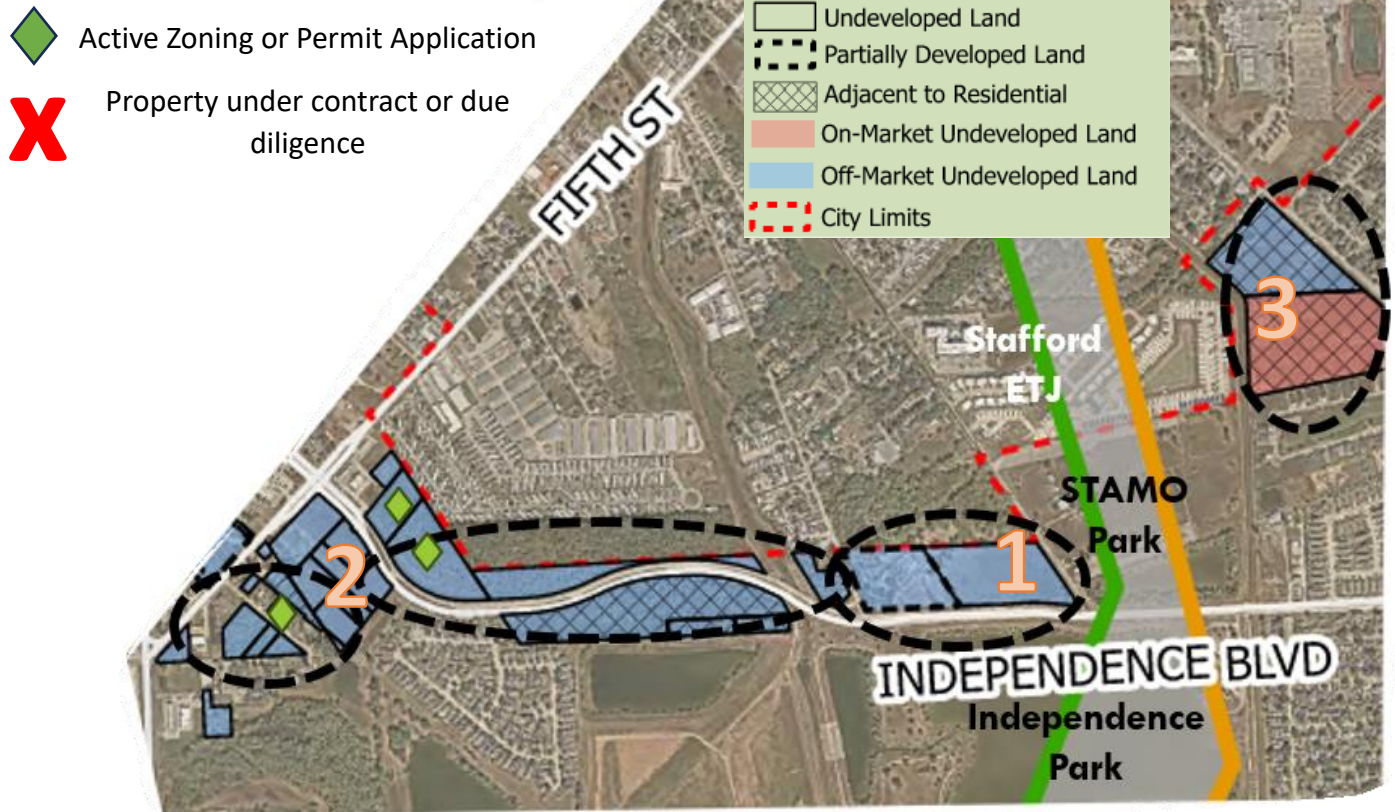 Active Zoning or Permit Application
X
Property under contract or due
diligence
Undeveloped Land
Partially Developed Land
Adjacent to Residential
On-Market Undeveloped Land
Off-Market Undeveloped Land
City Limits
FIFTH ST
3
Stafford
ETJ
STAMO
Park
1
2
INDEPENDENCE BLVD
Independence
Park